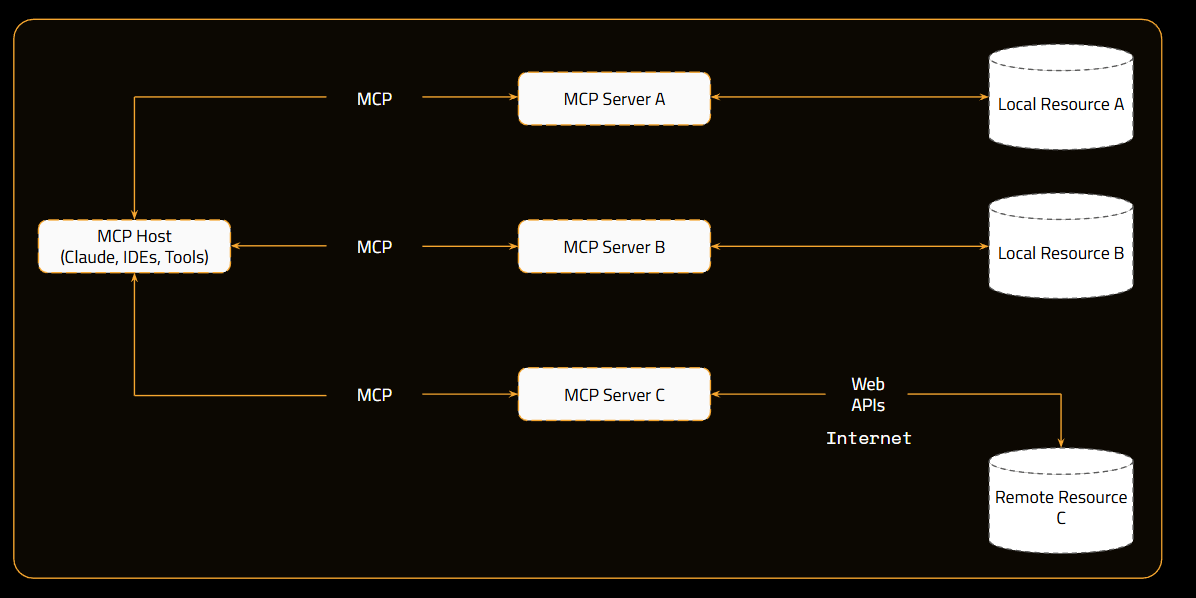 MCP
MCP Server A
Local Resource A
MCP Host
(Claude, IDEs, Tools)
MCP
MCP Server B
Local Resource B
MCP
MCP Server C
Web
APIs
Internet
Remote Resource
C